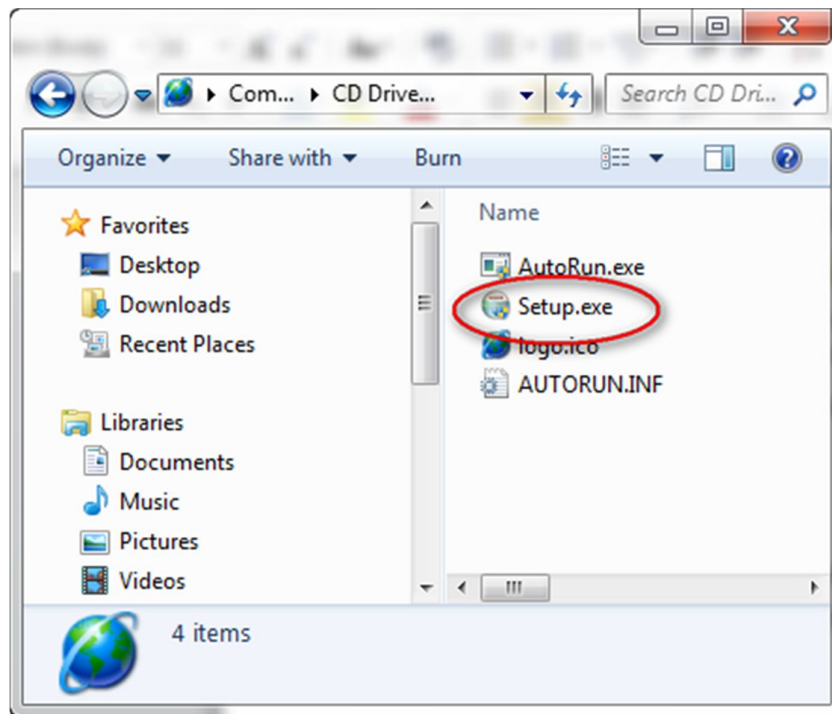 Com... ▸ CD Drive...
Search CD Dri...
Organize
Share with
Burn
Favorites
Desktop
Downloads
Recent Places
Libraries
Documents
Music
Pictures
Videos
Name
AutoRun.exe
Setup.exe
logo.ico
AUTORUN.INF
4 items